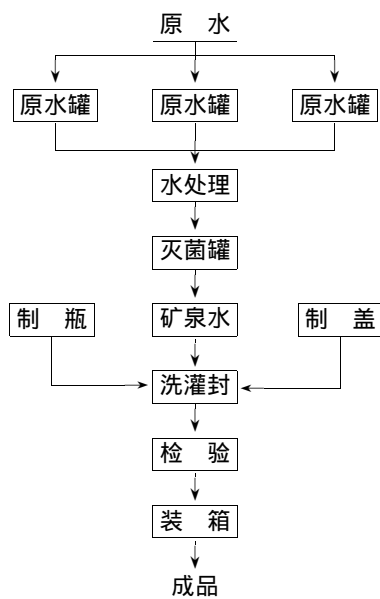 原 水
原水罐 原水罐 原水罐
水处理
灭菌罐
制 瓶 矿泉水 制 盖
洗灌封
检 验
装 箱
成品